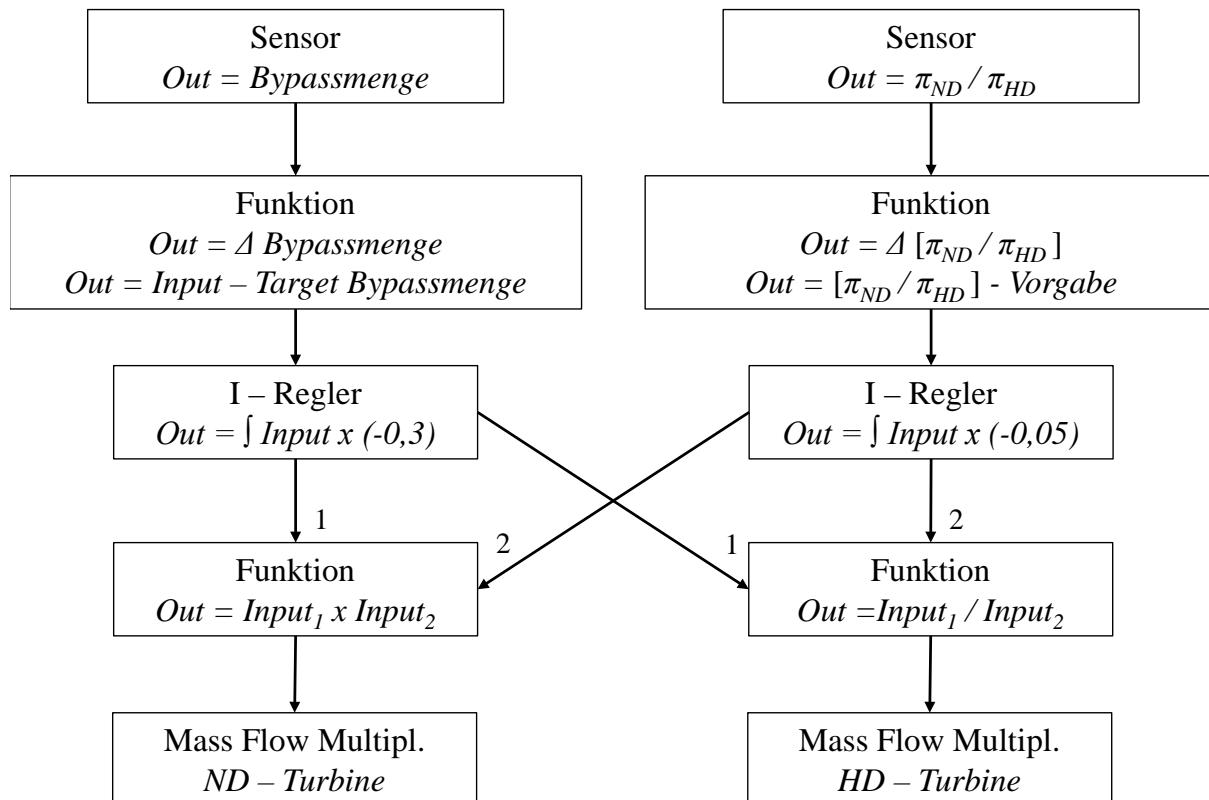 Sensor
Out = Bypassmenge
Sensor
Out = π_ND / π_HD
Funktion
Out = Δ Bypassmenge
Out = Input – Target Bypassmenge
Funktion
Out = Δ [π_ND / π_HD ]
Out = [π_ND / π_HD ] - Vorgabe
I – Regler
Out = ∫ Input x (-0,3)
I – Regler
Out = ∫ Input x (-0,05)
1
2
1
2
Funktion
Out = Input_1 x Input_2
Funktion
Out =Input_1 / Input_2
Mass Flow Multipl.
ND – Turbine
Mass Flow Multipl.
HD – Turbine